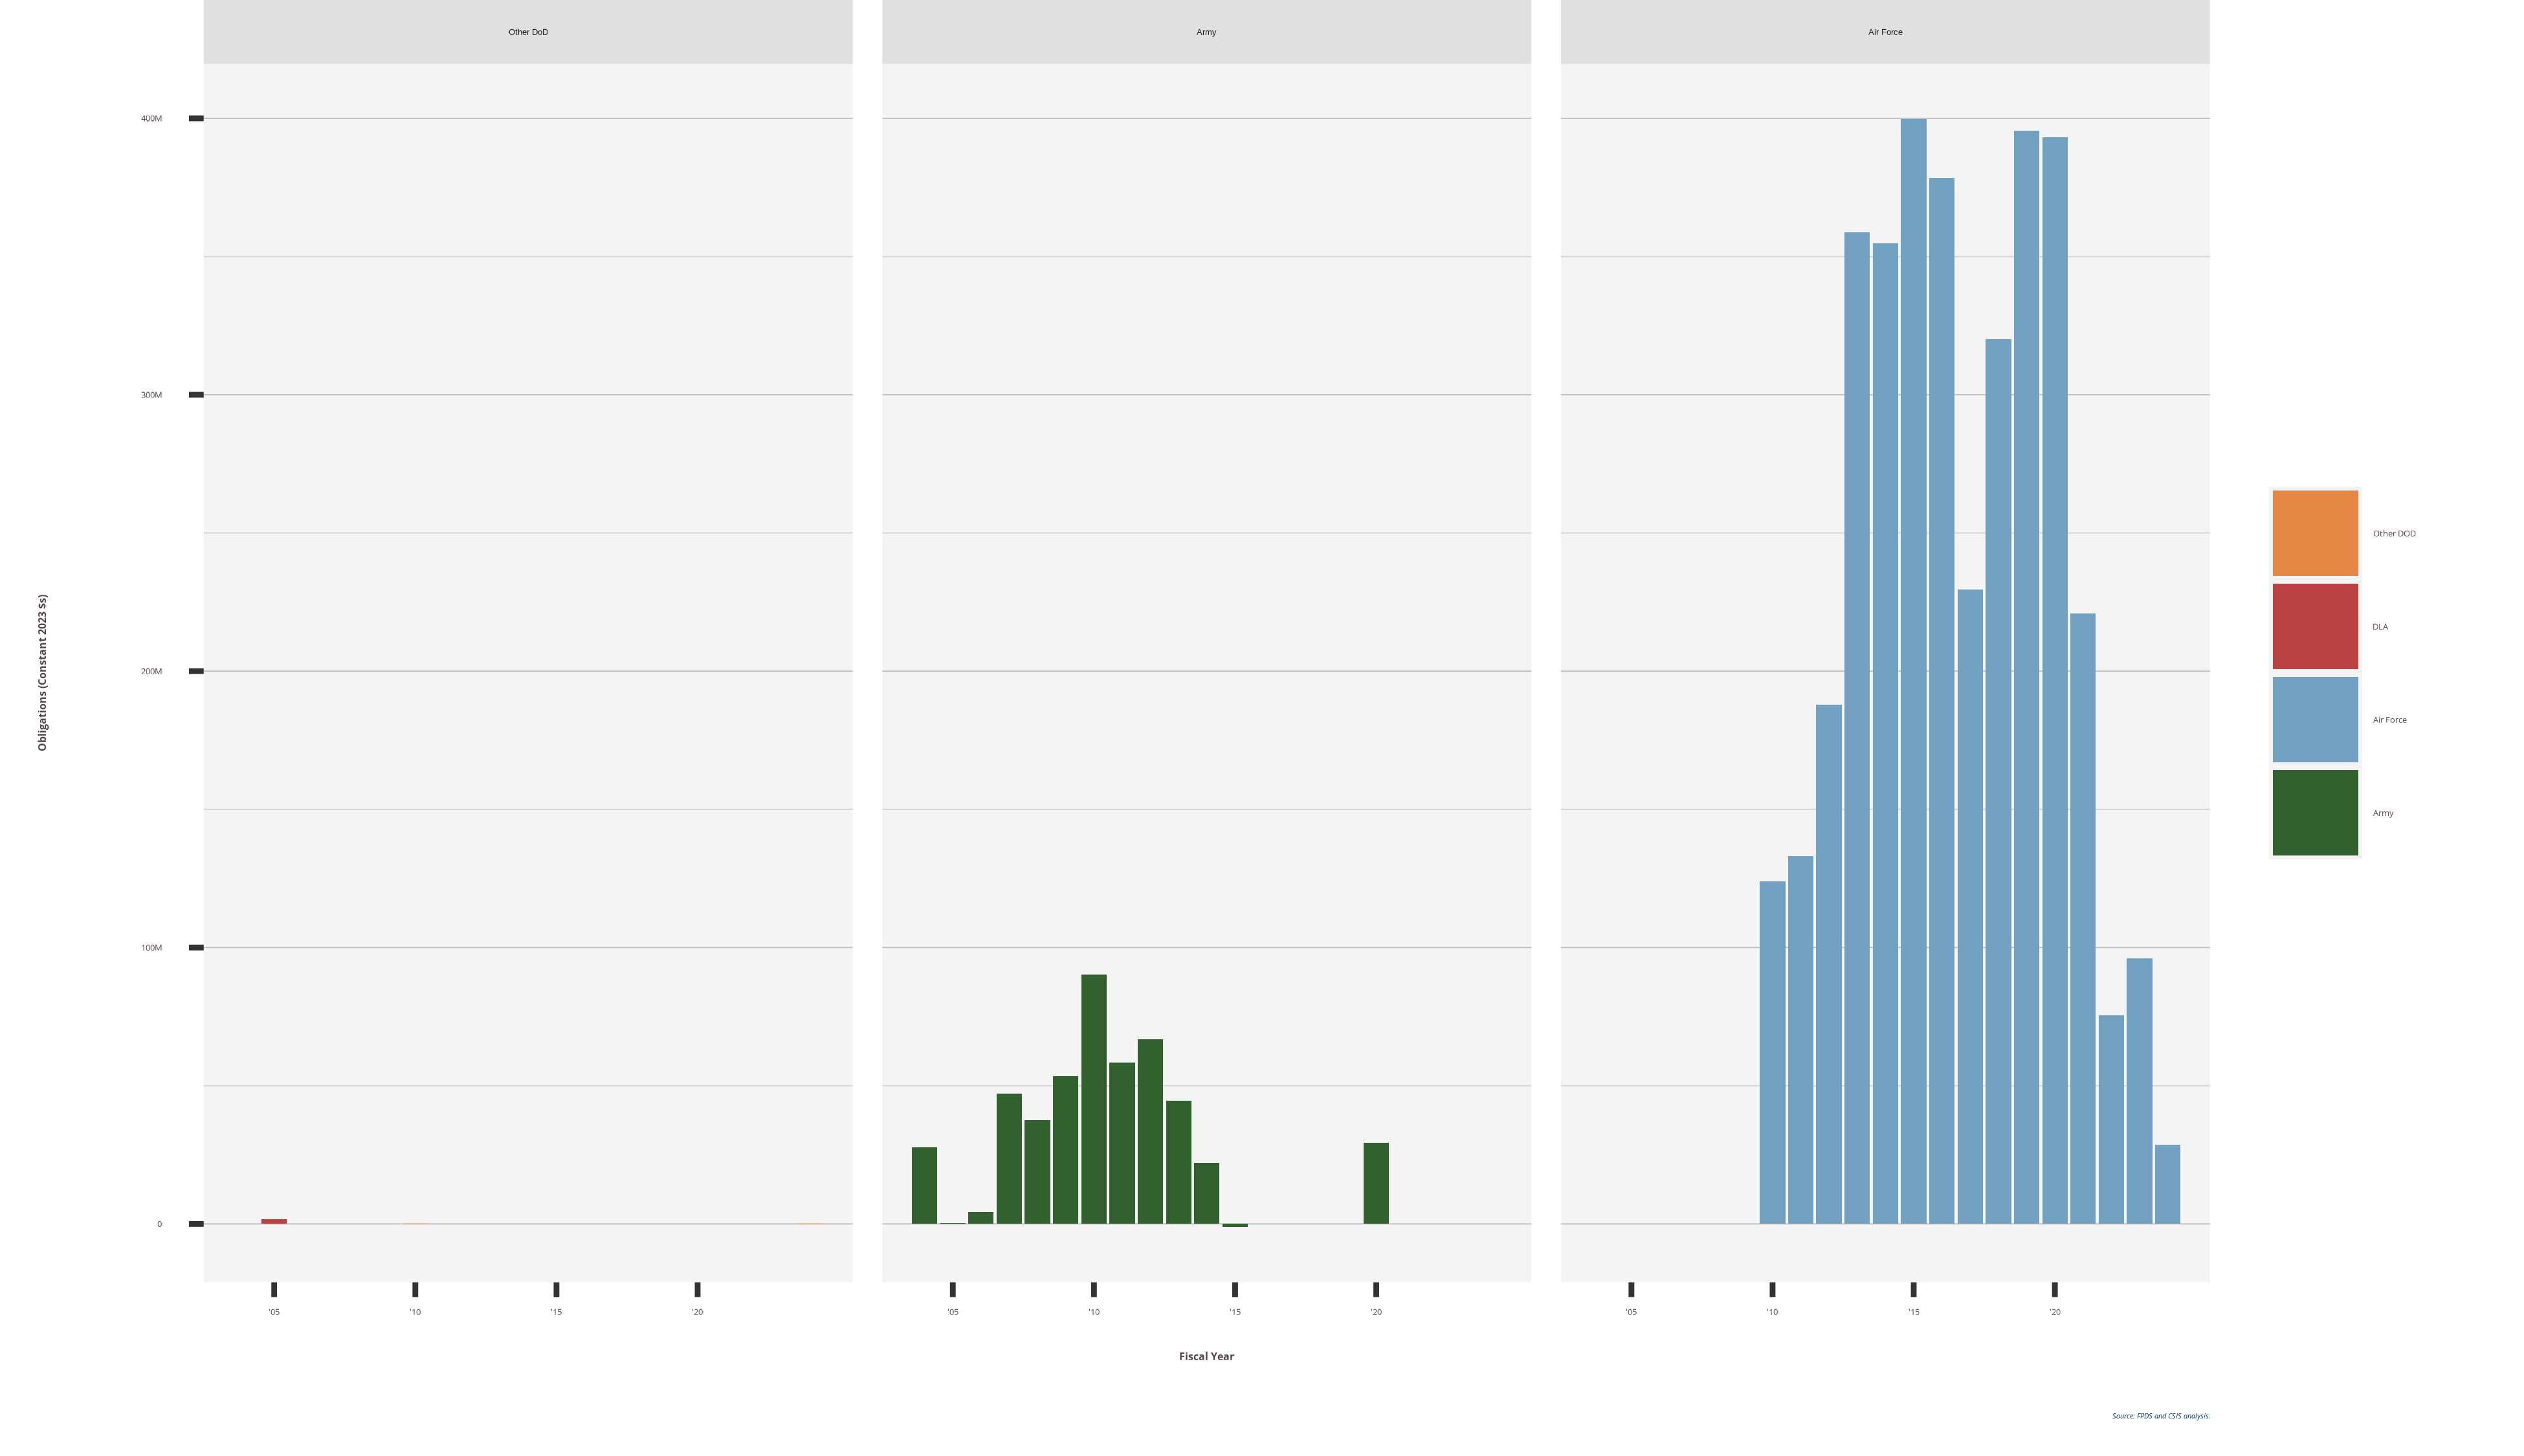 Other DoD
Army
Air Force
400M
300M
200M
100M
0
Obligations (Constant 2023 $s)
'05
'10
'15
'20
'05
'10
'15
'20
'05
'10
'15
'20
Fiscal Year
Other DOD
DLA
Air Force
Army
Source: FPDS and CSIS analysis.